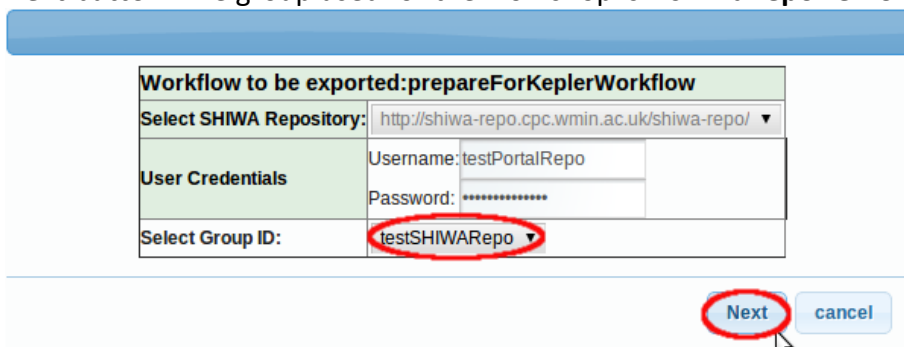 Workflow to be exported:prepareForKeplerWorkflow
Select SHIWA Repository: http://shiwa-repo.cpc.wmin.ac.uk/shiwa-repo/ ▼
User Credentials
Username: testPortalRepo
Password: ••••••••••••••
Select Group ID: testSHIWARepo ▼
Next cancel